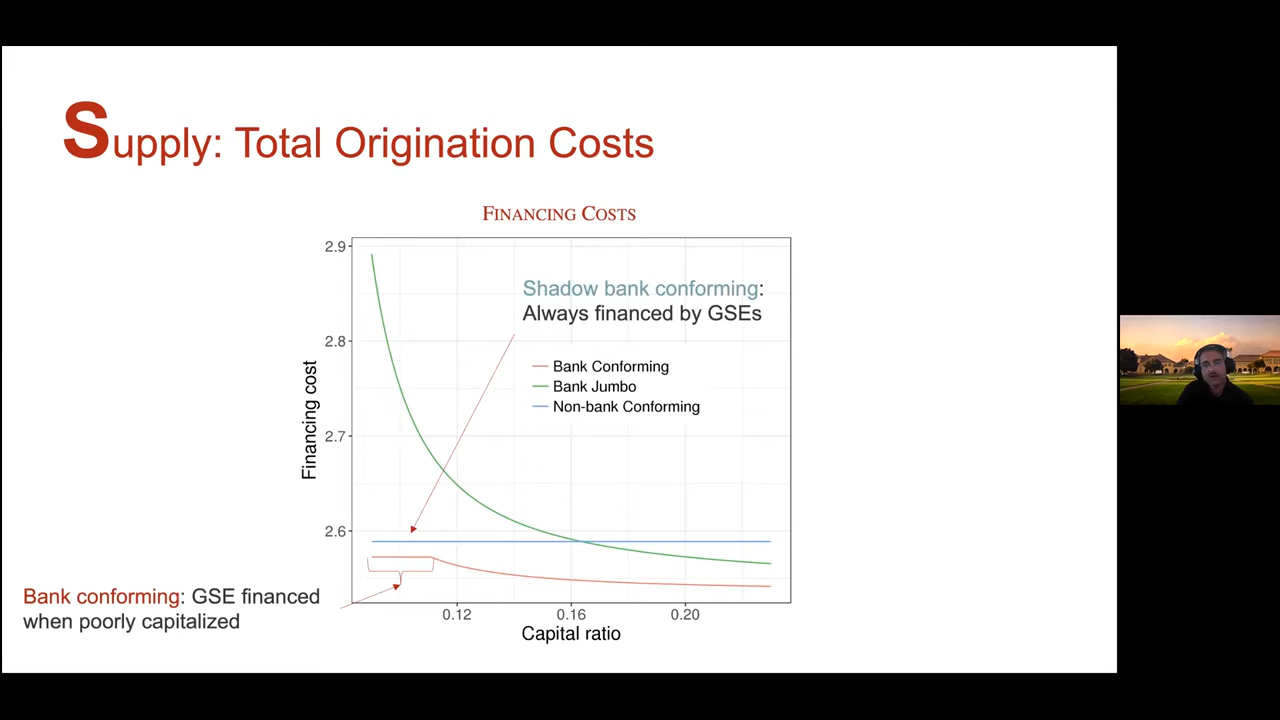 Supply: Total Origination Costs
FINANCING COSTS
2.9
2.8
2.7
2.6
Financing cost
Shadow bank conforming:
Always financed by GSEs
Bank Conforming
Bank Jumbo
Non-bank Conforming
Bank conforming: GSE financed
when poorly capitalized
0.12 0.16 0.20
Capital ratio